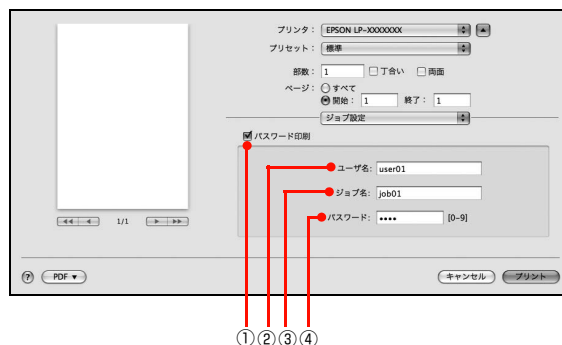 プリンタ： EPSON LP-XXXXXXX
プリセット： 標準
部数： 1 丁合い 両面
ページ： すべて
開始： 1 終了： 1
ジョブ設定
パスワード印刷
② ユーザ名： user01
③ ジョブ名： job01
④ パスワード： •••• [0-9]
1/1
? PDF ▼ キャンセル プリント
①②③④